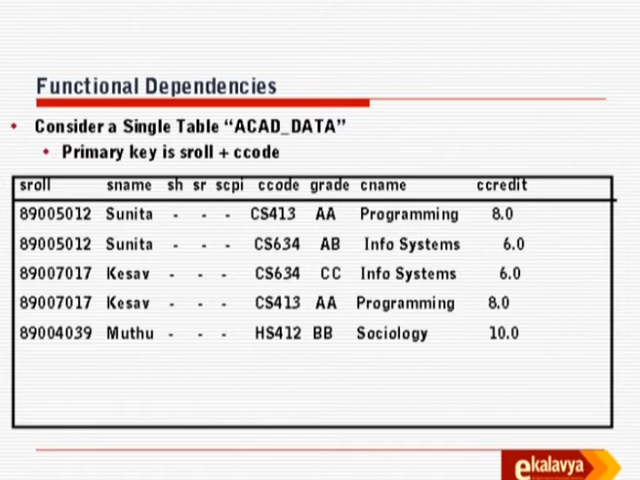 Functional Dependencies
• Consider a Single Table “ACAD_DATA”
• Primary key is sroll + ccode
sroll sname sh sr scpi ccode grade cname ccredit
89005012 Sunita - - - CS413 AA Programming 8.0
89005012 Sunita - - - CS634 AB Info Systems 6.0
89007017 Kesav - - - CS634 CC Info Systems 6.0
89007017 Kesav - - - CS413 AA Programming 8.0
89004039 Muthu - - - HS412 BB Sociology 10.0
ekalavya